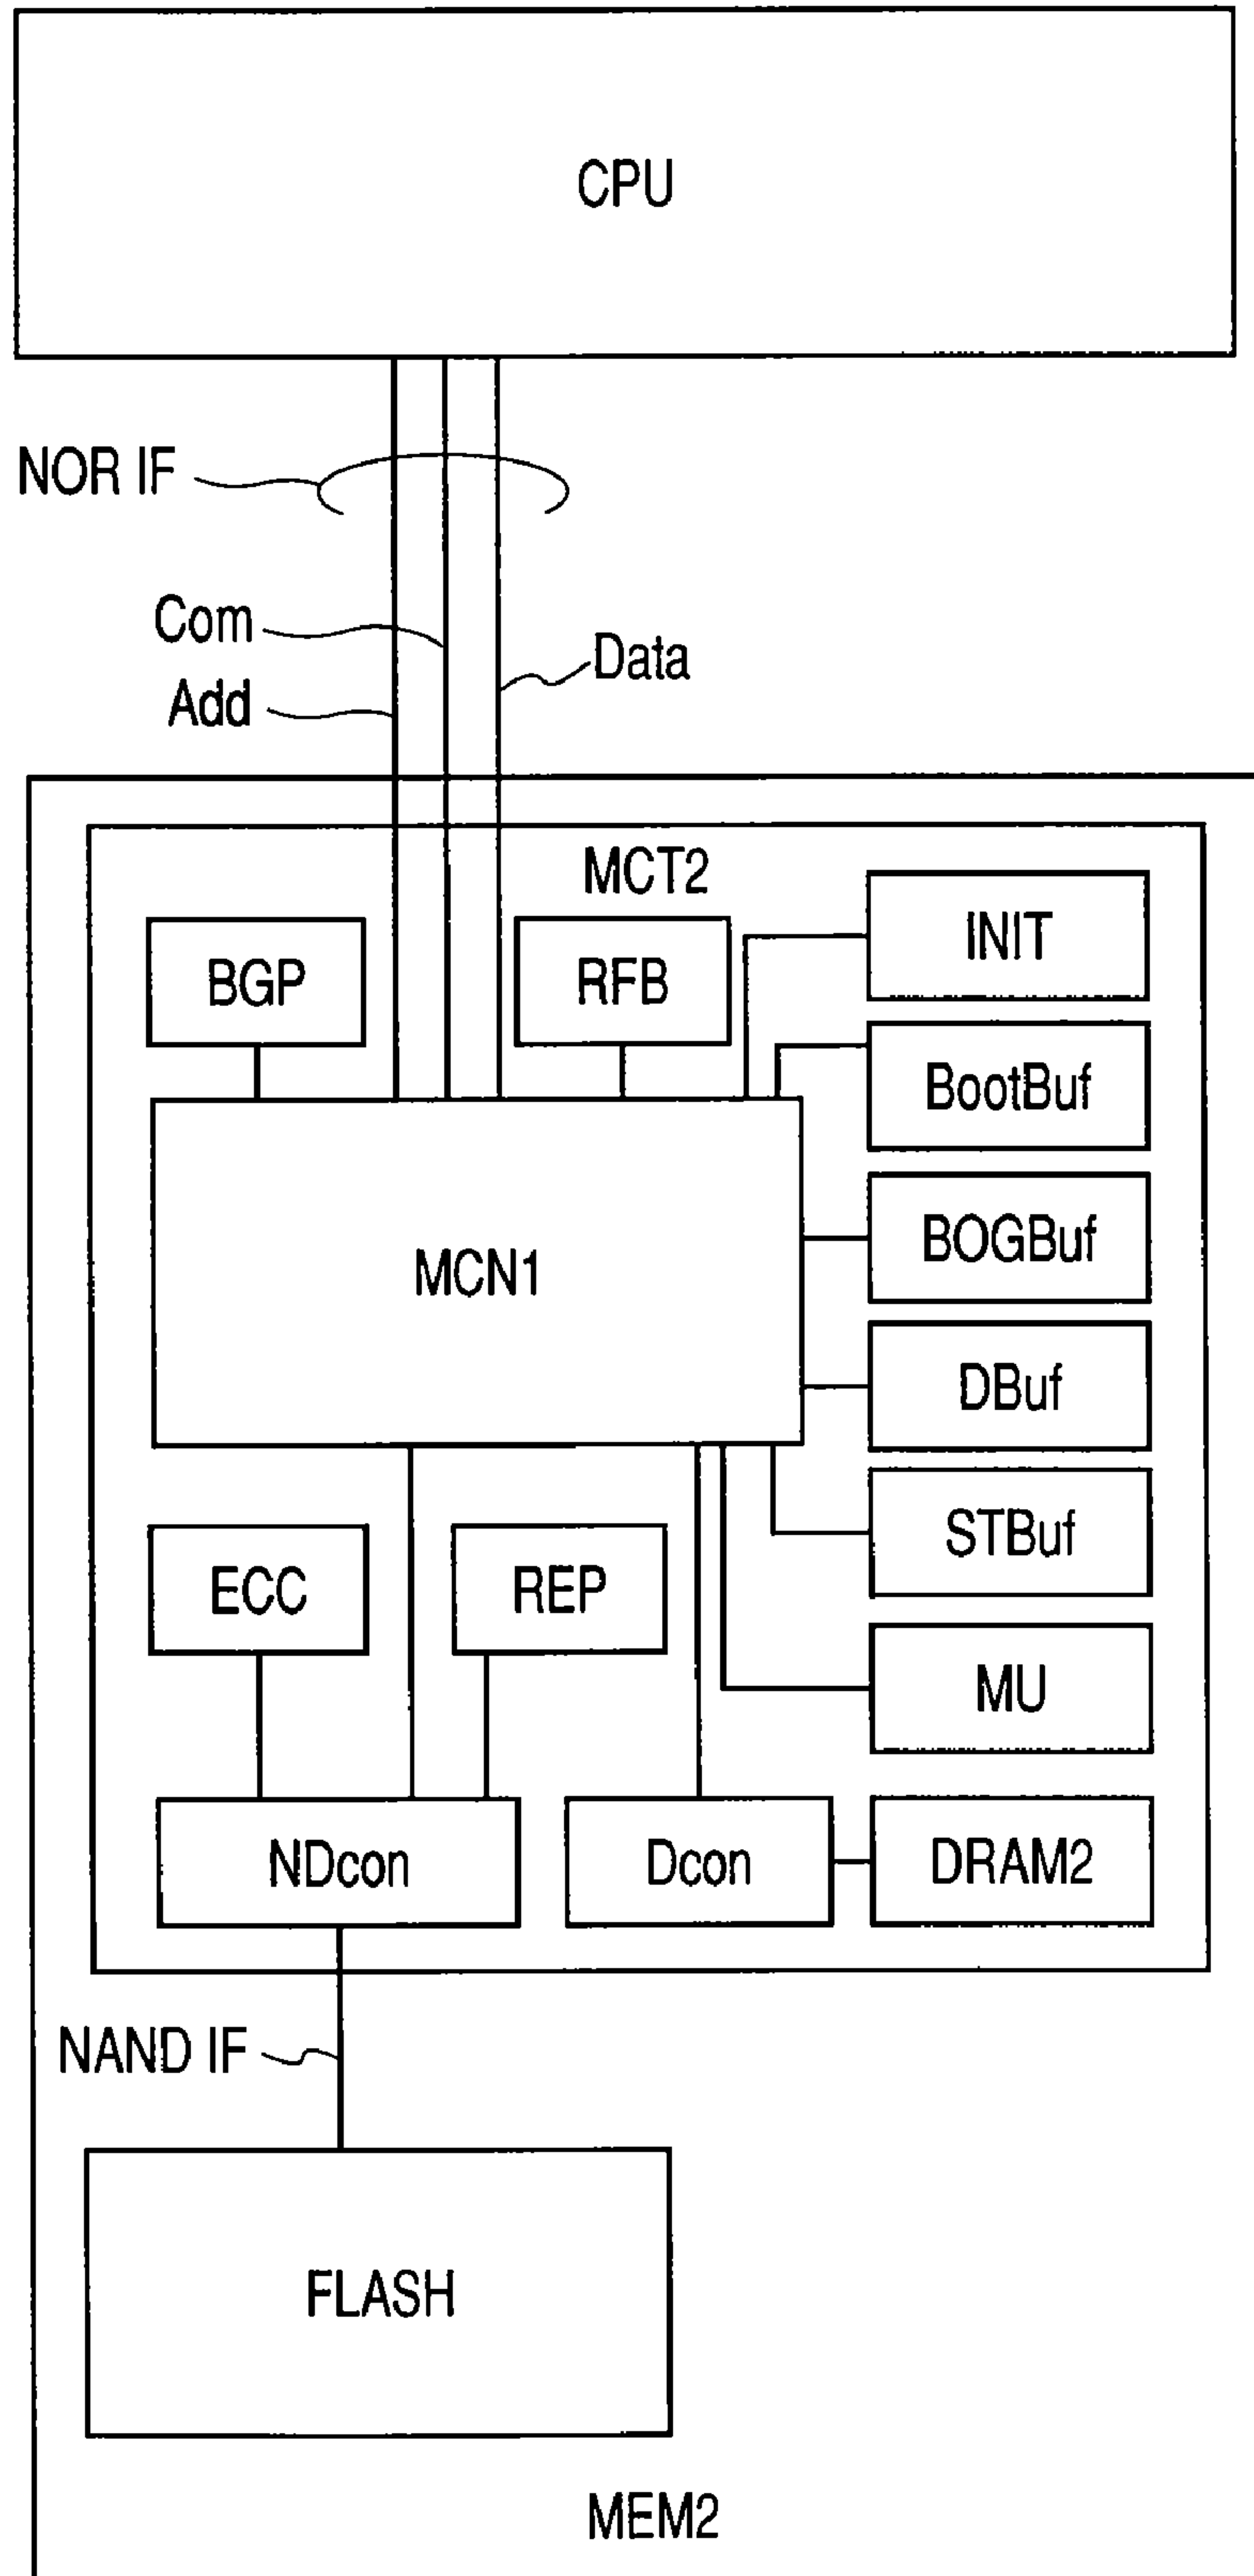 CPU
NOR IF
Com
Data
Add
MCT2
BGP
RFB
INIT
BootBuf
BOGBuf
MCN1
DBuf
STBuf
ECC
REP
MU
NDcon
Dcon
DRAM2
NAND IF
FLASH
MEM2